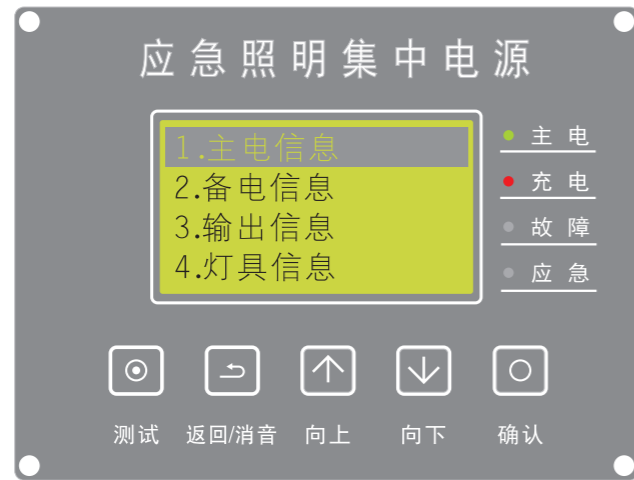 应急照明集中电源
1.主电信息
2.备电信息
3.输出信息
4.灯具信息
主电
充电
故障
应急
测试 返回/消音 向上 向下 确认